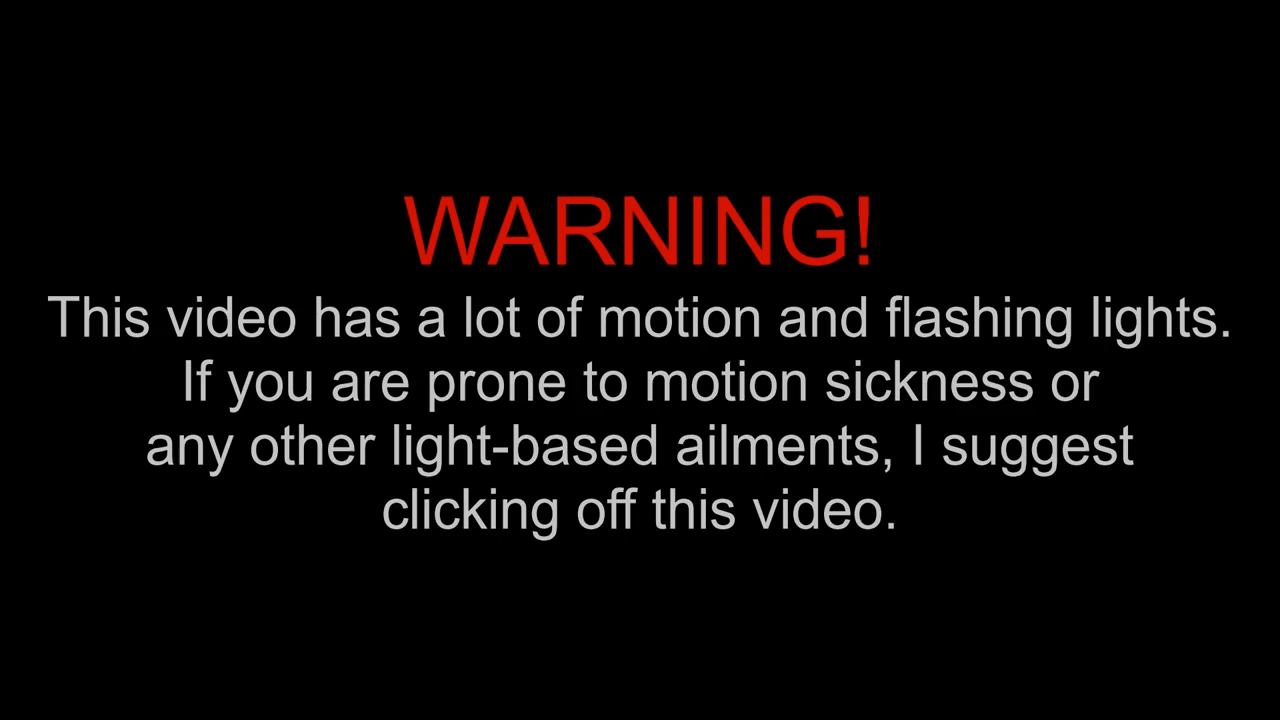 WARNING!
This video has a lot of motion and flashing lights.
If you are prone to motion sickness or
any other light-based ailments, I suggest
clicking off this video.